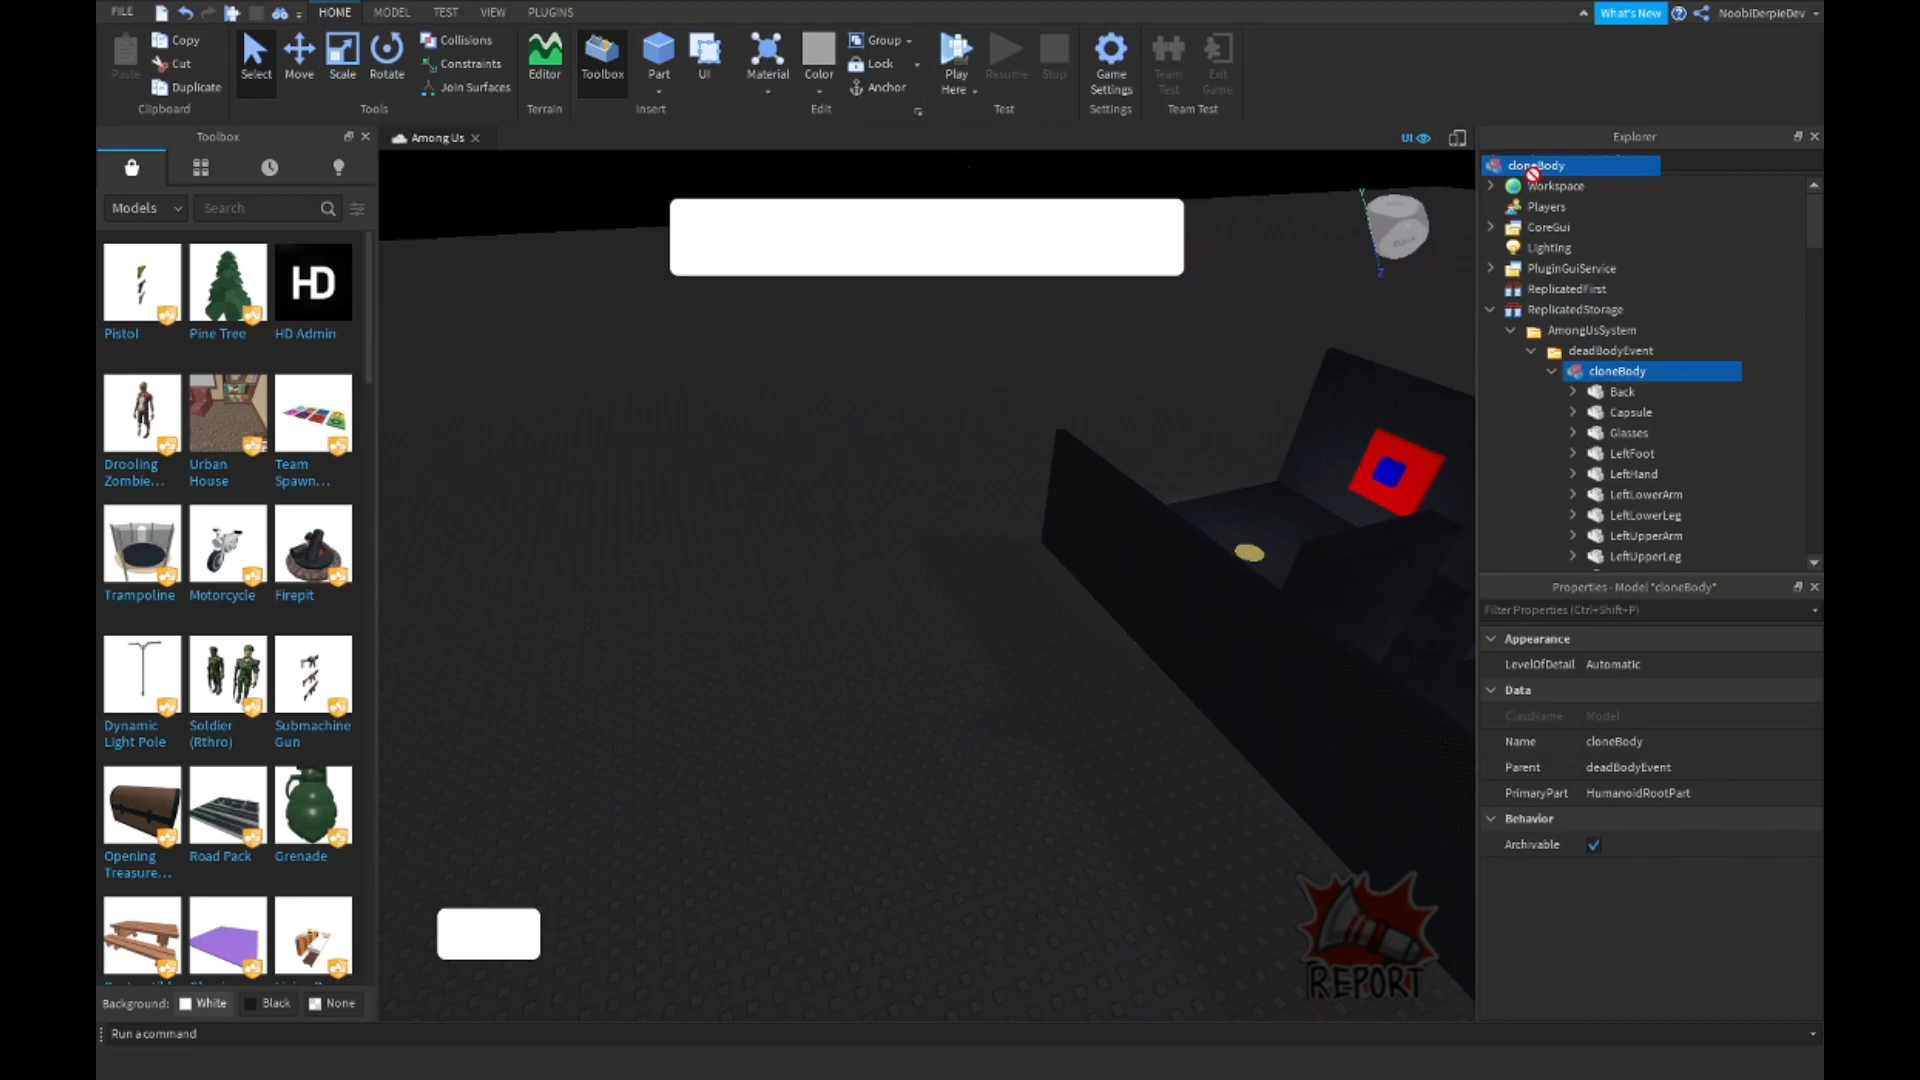 FILE HOME MODEL TEST VIEW PLUGINS What's New NoobiDerpieDev
Paste Copy Cut Duplicate Clipboard
Select Move Scale Rotate Collisions Constraints Join Surfaces Tools
Editor Terrain
Toolbox Part UI Insert
Material Color Group Lock Anchor Edit
Play Here Resume Stop Test
Game Settings Settings
Team Test Exit Game Team Test
Toolbox
Models Search
Pistol Pine Tree HD Admin
HD
Drooling Zombie... Urban House Team Spawn...
Trampoline Motorcycle Firepit
Dynamic Light Pole Soldier (Rthro) Submachine Gun
Opening Treasure... Road Pack Grenade
Background: White Black None
Run a command
Among Us UI
Y
Z
REPORT
Explorer
cloneBody
Workspace
Players
CoreGui
Lighting
PluginGuiService
ReplicatedFirst
ReplicatedStorage
AmongUsSystem
deadBodyEvent
cloneBody
Back
Capsule
Glasses
LeftFoot
LeftHand
LeftLowerArm
LeftLowerLeg
LeftUpperArm
LeftUpperLeg
Properties - Model "cloneBody"
Filter Properties (Ctrl+Shift+P)
Appearance
LevelOfDetail Automatic
Data
ClassName Model
Name cloneBody
Parent deadBodyEvent
PrimaryPart HumanoidRootPart
Behavior
Archivable